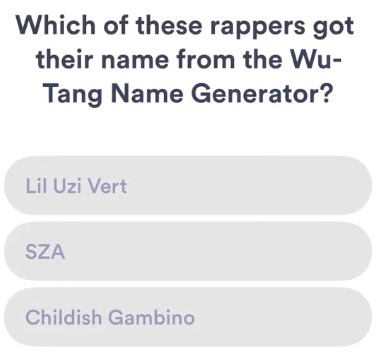 Which of these rappers got
their name from the Wu-
Tang Name Generator?
Lil Uzi Vert
SZA
Childish Gambino